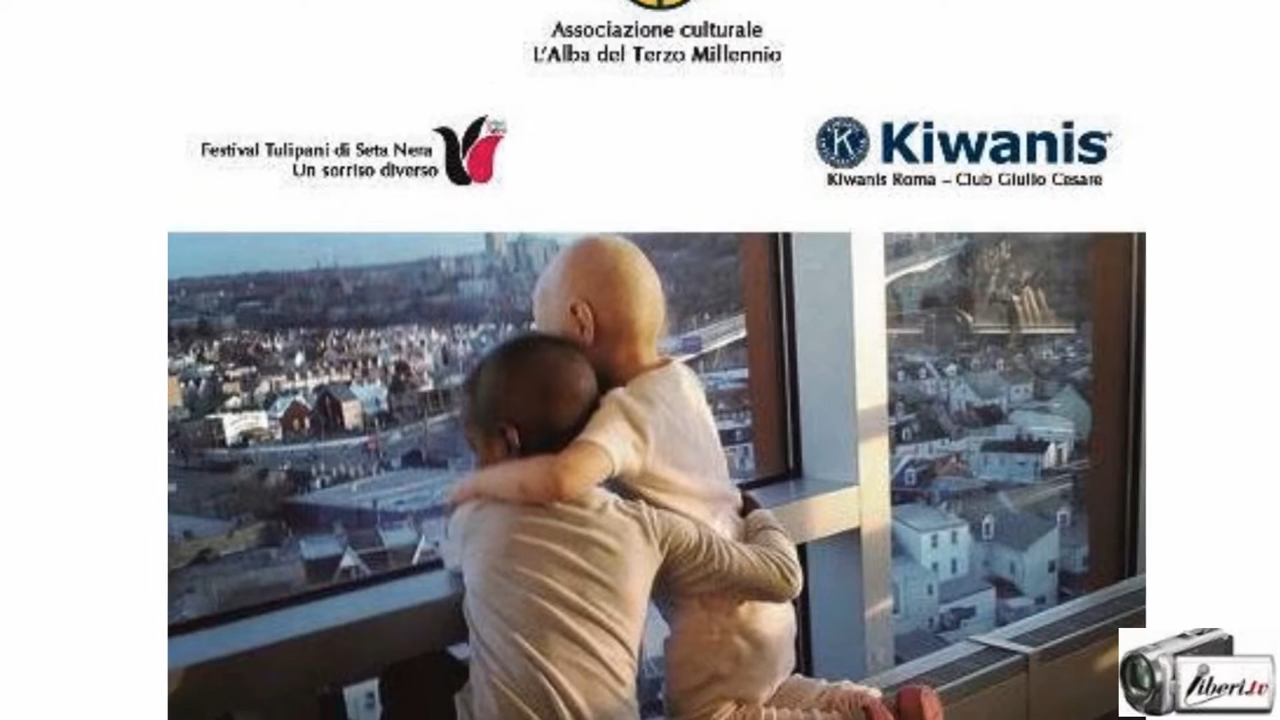 Associazione culturale
L'Alba del Terzo Millennio
Festival Tulipani di Seta Nera
Un sorriso diverso
K
Kiwanis
Kiwanis Roma – Club Giulio Cesare
liberi.tv